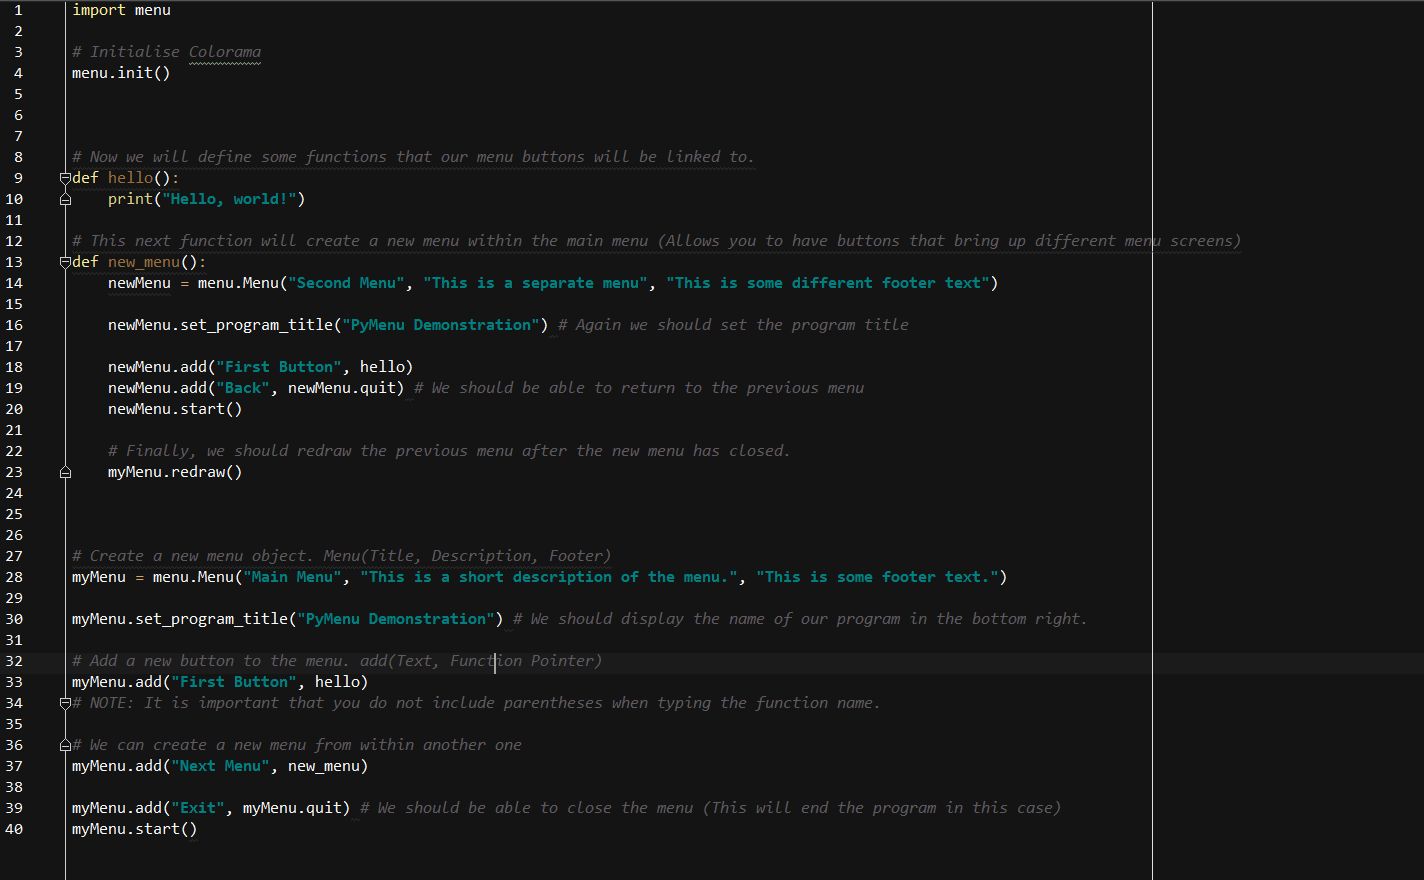 1 import menu
2
3 # Initialise Colorama
4 menu.init()
5
6
7
8 # Now we will define some functions that our menu buttons will be linked to.
9 def hello():
10     print("Hello, world!")
11
12 # This next function will create a new menu within the main menu (Allows you to have buttons that bring up different menu screens)
13 def new_menu():
14     newMenu = menu.Menu("Second Menu", "This is a separate menu", "This is some different footer text")
15
16     newMenu.set_program_title("PyMenu Demonstration") # Again we should set the program title
17
18     newMenu.add("First Button", hello)
19     newMenu.add("Back", newMenu.quit) # We should be able to return to the previous menu
20     newMenu.start()
21
22     # Finally, we should redraw the previous menu after the new menu has closed.
23     myMenu.redraw()
24
25
26
27 # Create a new menu object. Menu(Title, Description, Footer)
28 myMenu = menu.Menu("Main Menu", "This is a short description of the menu.", "This is some footer text.")
29
30 myMenu.set_program_title("PyMenu Demonstration") # We should display the name of our program in the bottom right.
31
32 # Add a new button to the menu. add(Text, Function Pointer)
33 myMenu.add("First Button", hello)
34 # NOTE: It is important that you do not include parentheses when typing the function name.
35
36 # We can create a new menu from within another one
37 myMenu.add("Next Menu", new_menu)
38
39 myMenu.add("Exit", myMenu.quit) # We should be able to close the menu (This will end the program in this case)
40 myMenu.start()